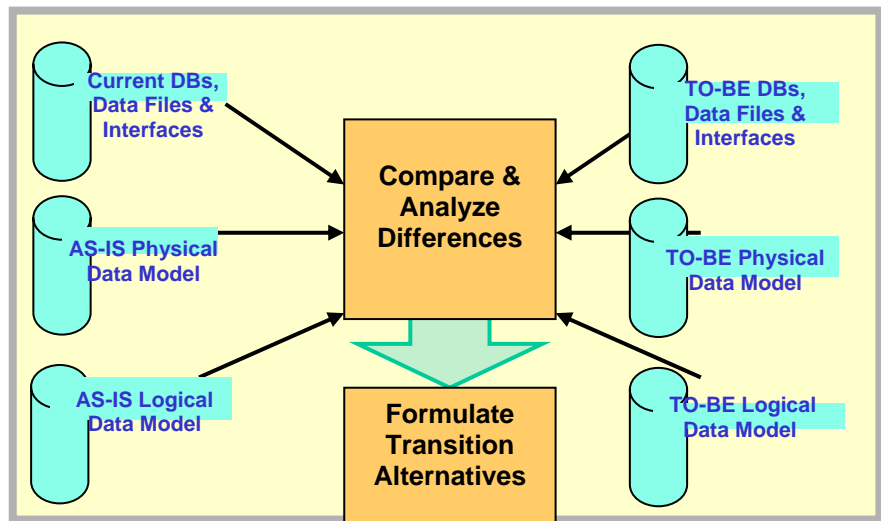 Current DBs,
Data Files &
Interfaces
TO-BE DBs,
Data Files &
Interfaces
Compare &
Analyze
Differences
AS-IS Physical
Data Model
TO-BE Physical
Data Model
AS-IS Logical
Data Model
Formulate
Transition
Alternatives
TO-BE Logical
Data Model